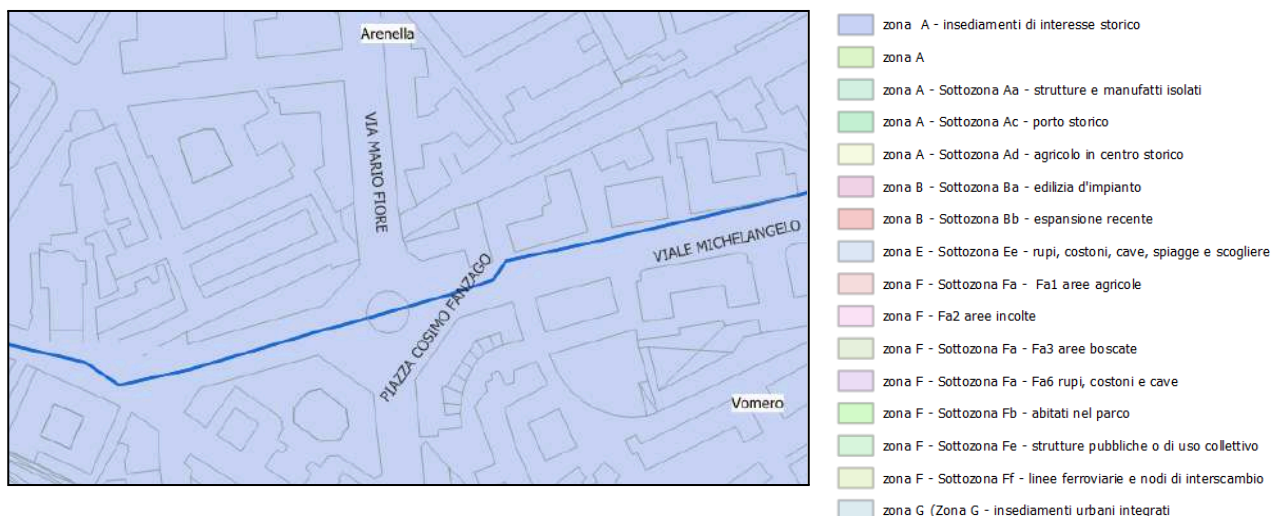 Arenella
VIA MARIO FIORE
VIALE MICHELANGELO
PIAZZA COSIMO FANZAGO
Vomero
zona A - insediamenti di interesse storico
zona A
zona A - Sottozona Aa - strutture e manufatti isolati
zona A - Sottozona Ac - porto storico
zona A - Sottozona Ad - agricolo in centro storico
zona B - Sottozona Ba - edilizia d'impianto
zona B - Sottozona Bb - espansione recente
zona E - Sottozona Ee - rupi, costoni, cave, spiagge e scogliere
zona F - Sottozona Fa - Fa1 aree agricole
zona F - Fa2 aree incolte
zona F - Sottozona Fa - Fa3 aree boscate
zona F - Sottozona Fa - Fa6 rupi, costoni e cave
zona F - Sottozona Fb - abitati nel parco
zona F - Sottozona Fe - strutture pubbliche o di uso collettivo
zona F - Sottozona Ff - linee ferroviarie e nodi di interscambio
zona G (Zona G - insediamenti urbani integrati